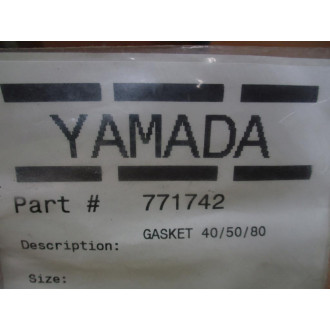 YAMADA
Part # 771742
Description: GASKET 40/50/80
Size: